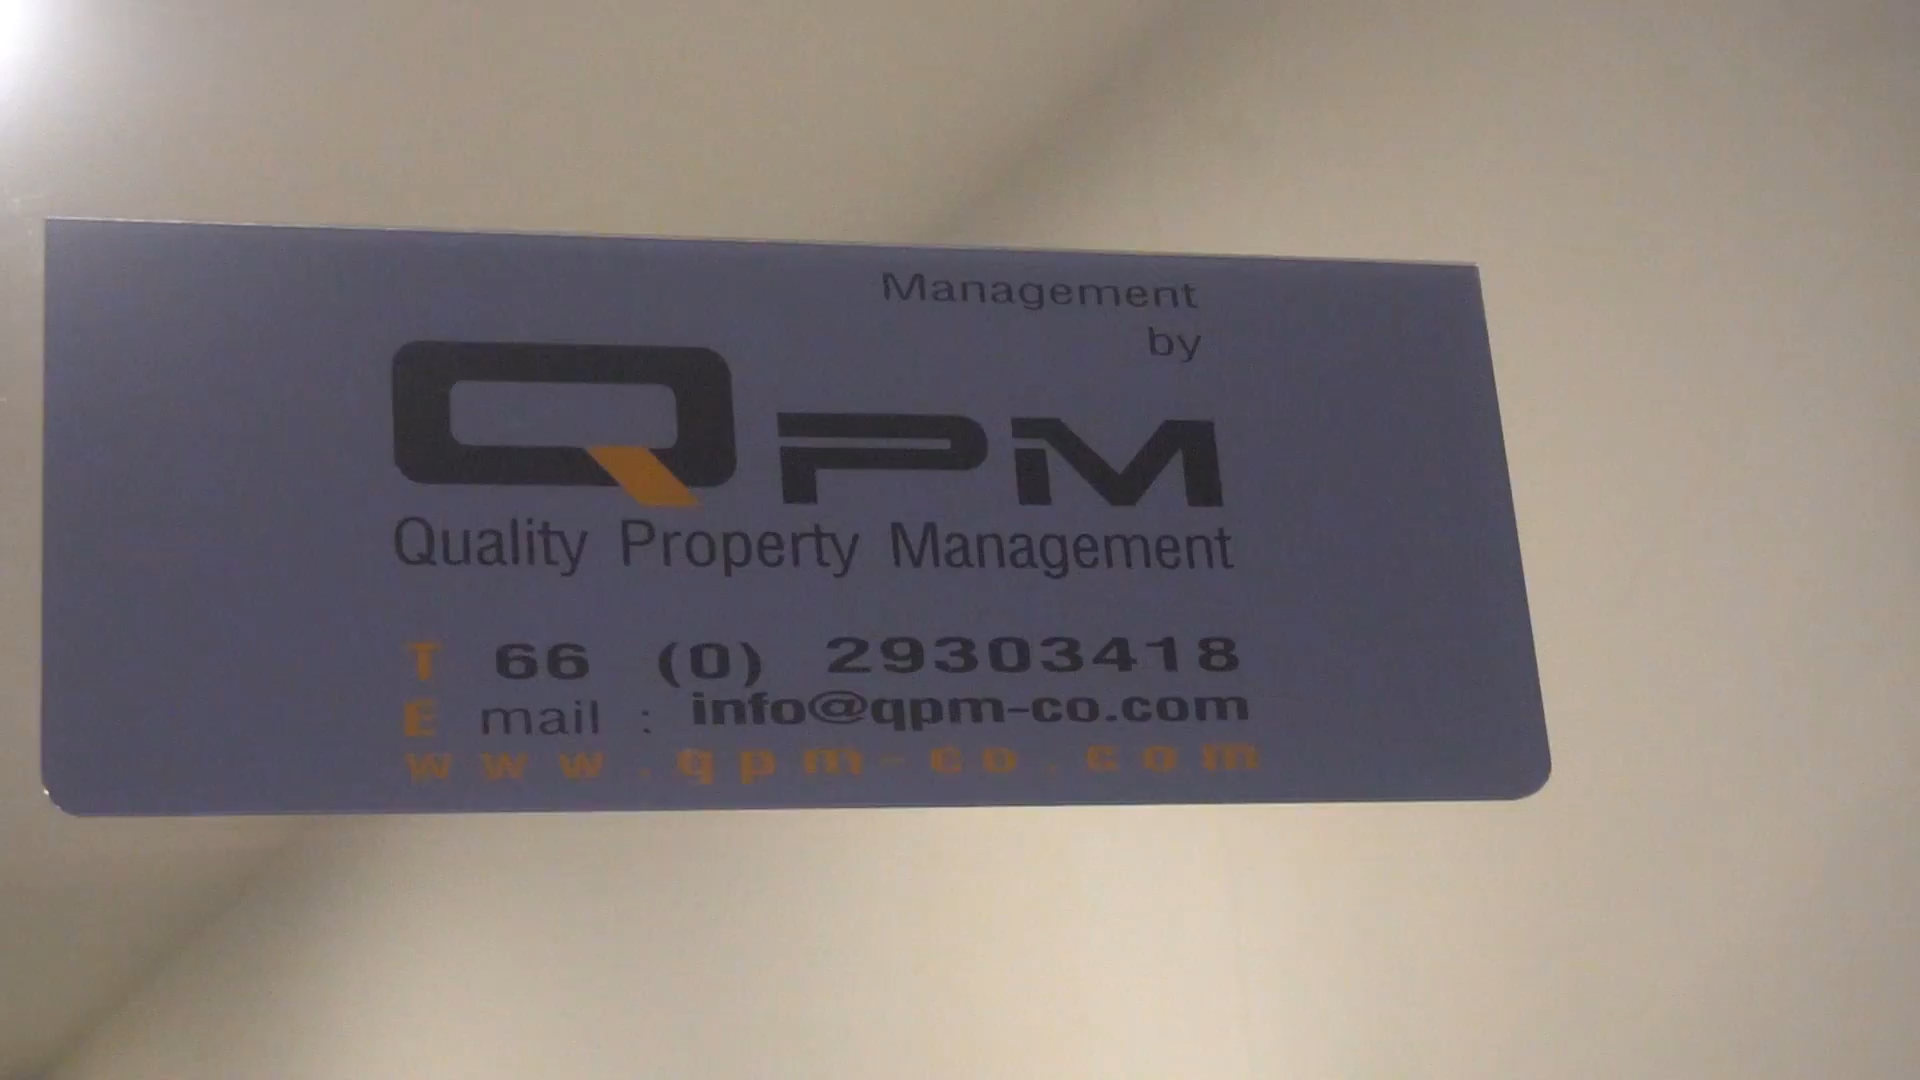 Management
by
QPM
Quality Property Management
T 66 (0) 29303418
E mail : info@qpm-co.com
www.qpm-co.com